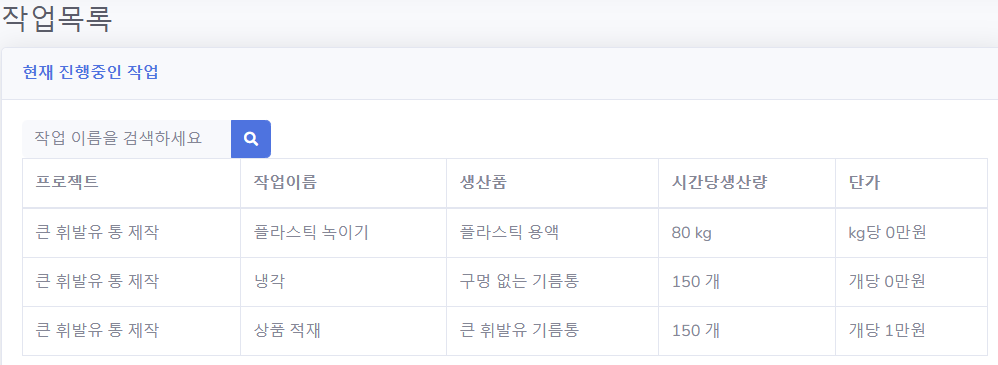 작업목록
현재 진행중인 작업
작업 이름을 검색하세요
프로젝트 작업이름 생산품 시간당생산량 단가
큰 휘발유 통 제작 플라스틱 녹이기 플라스틱 용액 80 kg kg당 0만원
큰 휘발유 통 제작 냉각 구멍 없는 기름통 150 개 개당 0만원
큰 휘발유 통 제작 상품 적재 큰 휘발유 기름통 150 개 개당 1만원